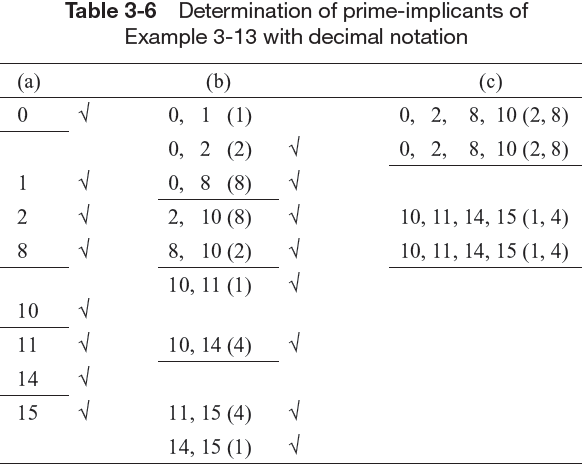 Table 3-6 Determination of prime-implicants of
Example 3-13 with decimal notation
(a) (b) (c)
0 √ 0, 1 (1) 0, 2, 8, 10 (2, 8)
0, 2 (2) √ 0, 2, 8, 10 (2, 8)
1 √ 0, 8 (8) √
2 √ 2, 10 (8) √ 10, 11, 14, 15 (1, 4)
8 √ 8, 10 (2) √ 10, 11, 14, 15 (1, 4)
10, 11 (1) √
10 √
11 √ 10, 14 (4) √
14 √
15 √ 11, 15 (4) √
14, 15 (1) √